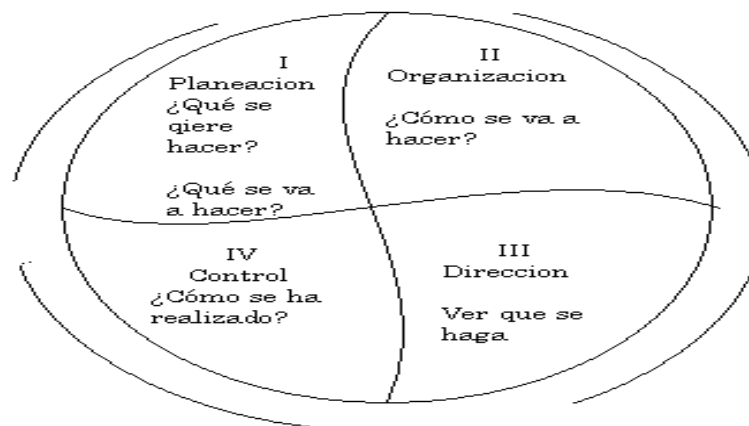 I
Planeacion
¿Qué se
qiere
hacer?
¿Qué se va
a hacer?
II
Organizacion
¿Cómo se va a
hacer?
III
Direccion
Ver que se
haga
IV
Control
¿Cómo se ha
realizado?